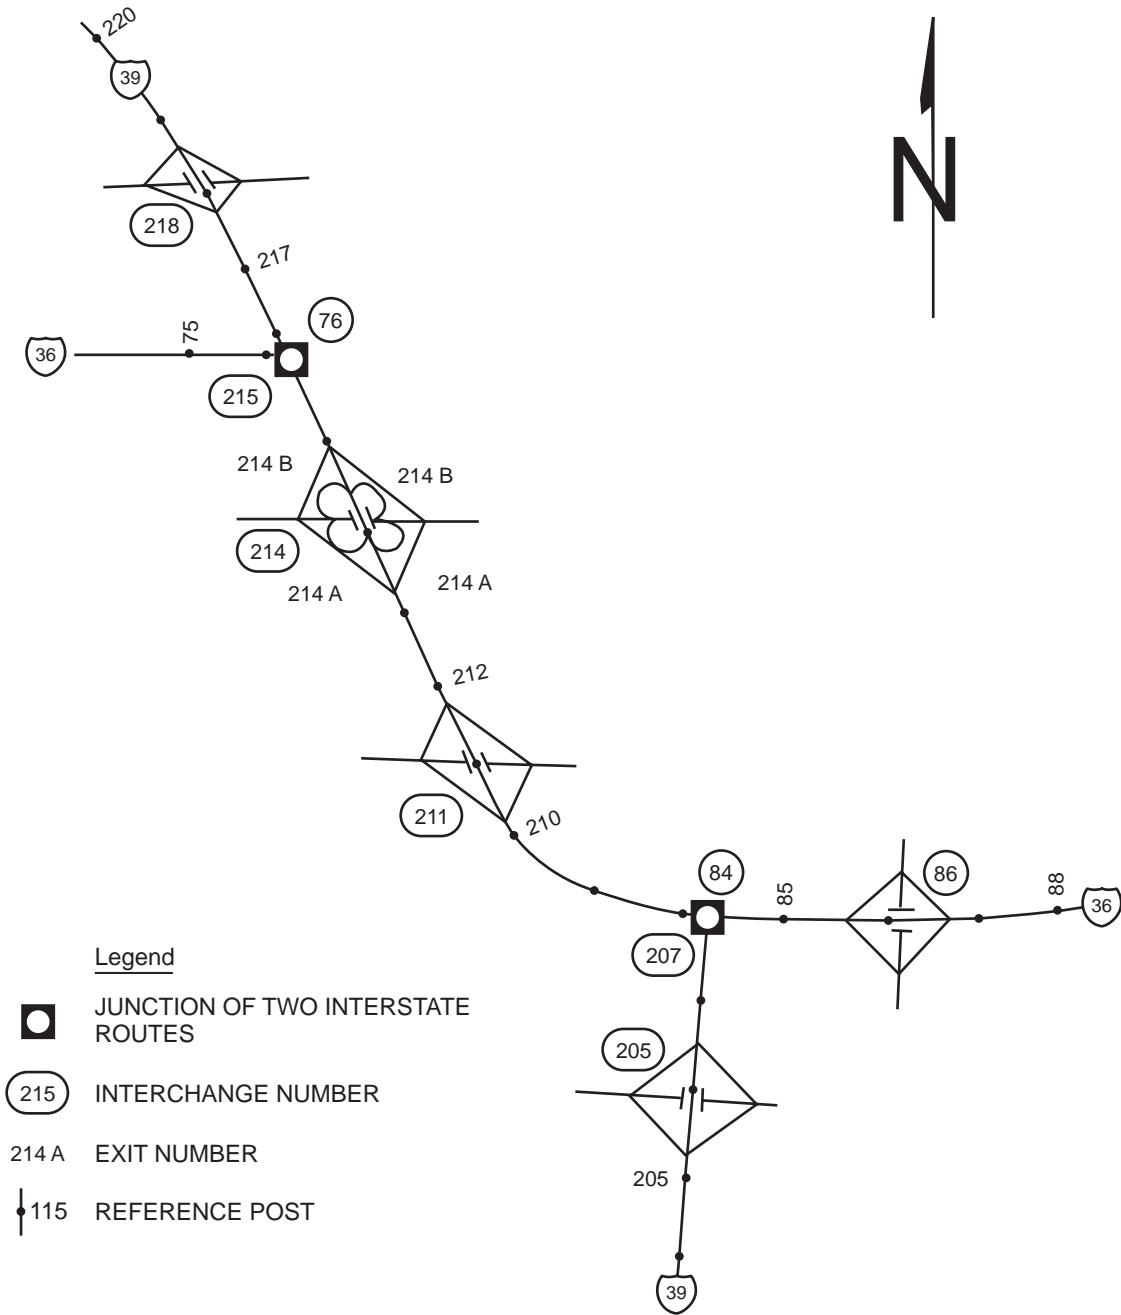 220
39
N
218
217
76
75
36
215
214 B
214 B
214
214 A
214 A
212
211
210
84
85
86
88
36
207
205
205
39
Legend
JUNCTION OF TWO INTERSTATE
ROUTES
215 INTERCHANGE NUMBER
214 A EXIT NUMBER
115 REFERENCE POST